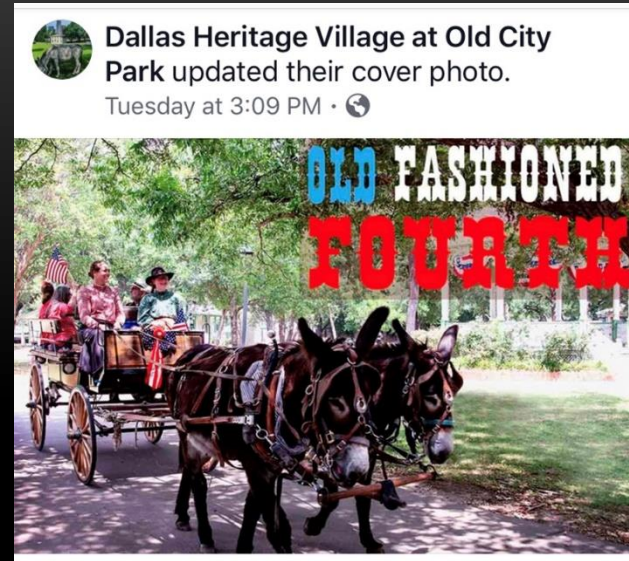 Dallas Heritage Village at Old City
Park updated their cover photo.
Tuesday at 3:09 PM ·
OLD FASHIONED
FOURTH